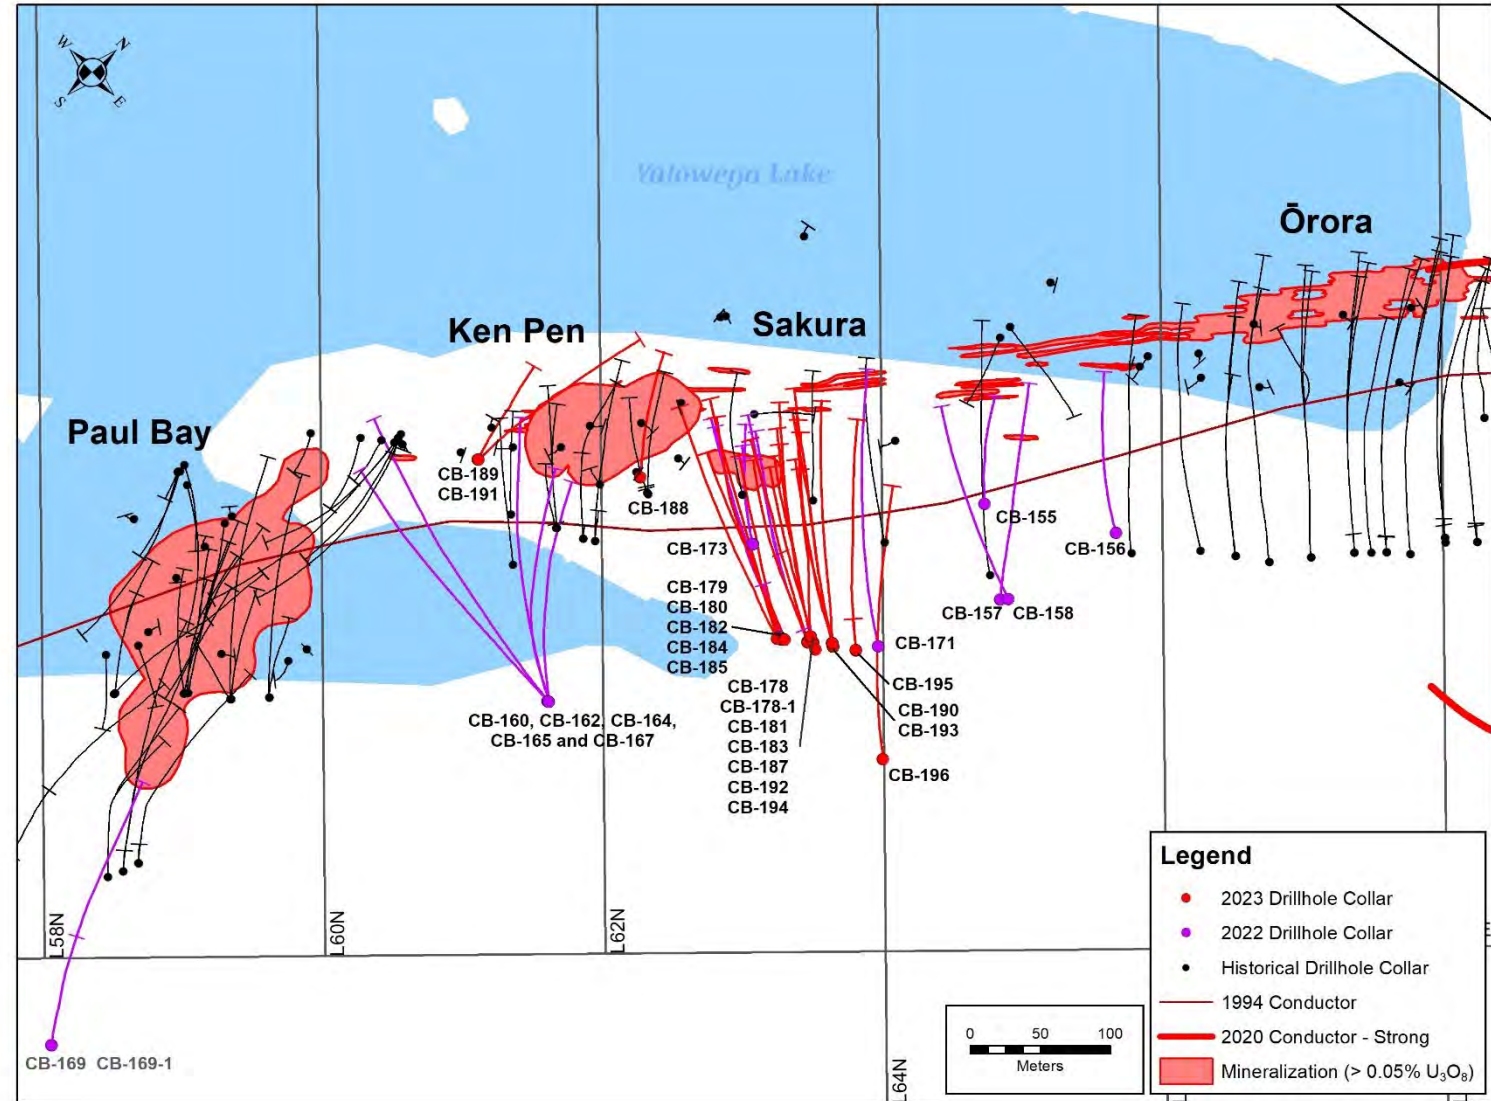 W N
S E
Yalowega Lake
Ōrora
Sakura
Ken Pen
Paul Bay
CB-189
CB-191
CB-188
CB-155
CB-156
CB-173
CB-179
CB-180
CB-182
CB-184
CB-185
CB-157 CB-158
CB-171
CB-195
CB-190
CB-193
CB-178
CB-178-1
CB-181
CB-183
CB-187
CB-192
CB-194
CB-160, CB-162, CB-164,
CB-165 and CB-167
CB-196
L58N
L60N
L62N
L64N
CB-169 CB-169-1
0 50 100
Meters
Legend
2023 Drillhole Collar
2022 Drillhole Collar
Historical Drillhole Collar
1994 Conductor
2020 Conductor - Strong
Mineralization (> 0.05% U₃O₈)